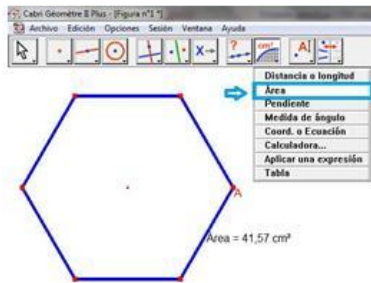 Cabri Géomètre II Plus - [Figura nº1 *]
Archivo Edición Opciones Sesión Ventana Ayuda
Distancia o longitud
Área
Pendiente
Medida de ángulo
Coord. o Ecuación
Calculadora...
Aplicar una expresión
Tabla
A
Área = 41,57 cm²